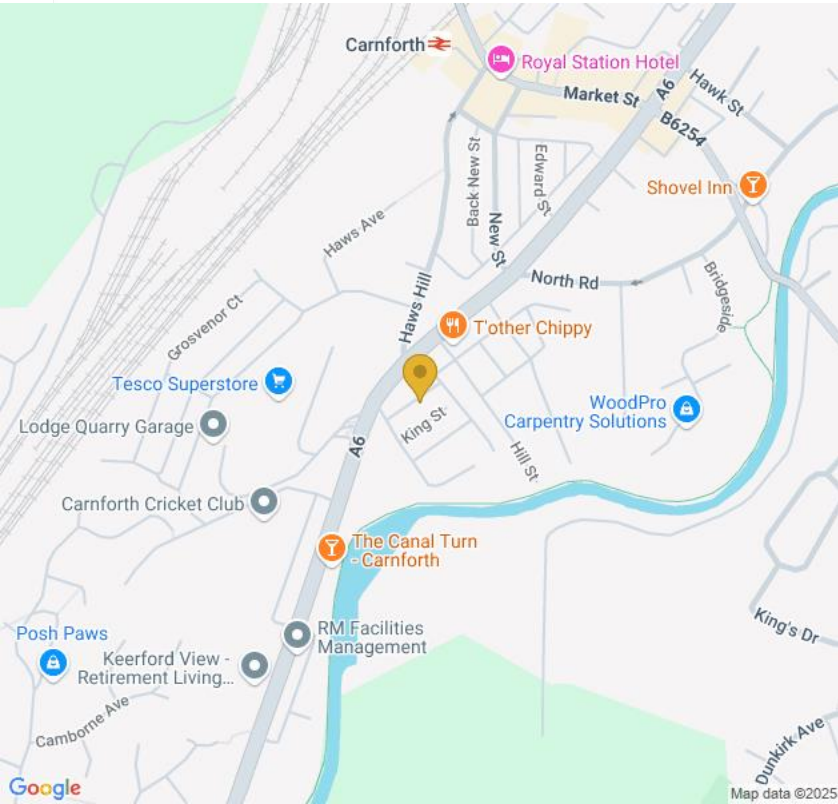 Carnforth
Royal Station Hotel
Market St
A6
Hawk St
B6254
Back New St
Edward St
Shovel Inn
New St
Haws Ave
Haws Hill
North Rd
Bridgeside
Grosvenor Ct
T'other Chippy
Tesco Superstore
WoodPro
Carpentry Solutions
Lodge Quarry Garage
A6
King St
Hill St
Carnforth Cricket Club
The Canal Turn
- Carnforth
RM Facilities
Management
King's Dr
Posh Paws
Keerford View -
Retirement Living...
Camborne Ave
Dunkirk Ave
Google
Map data ©2025